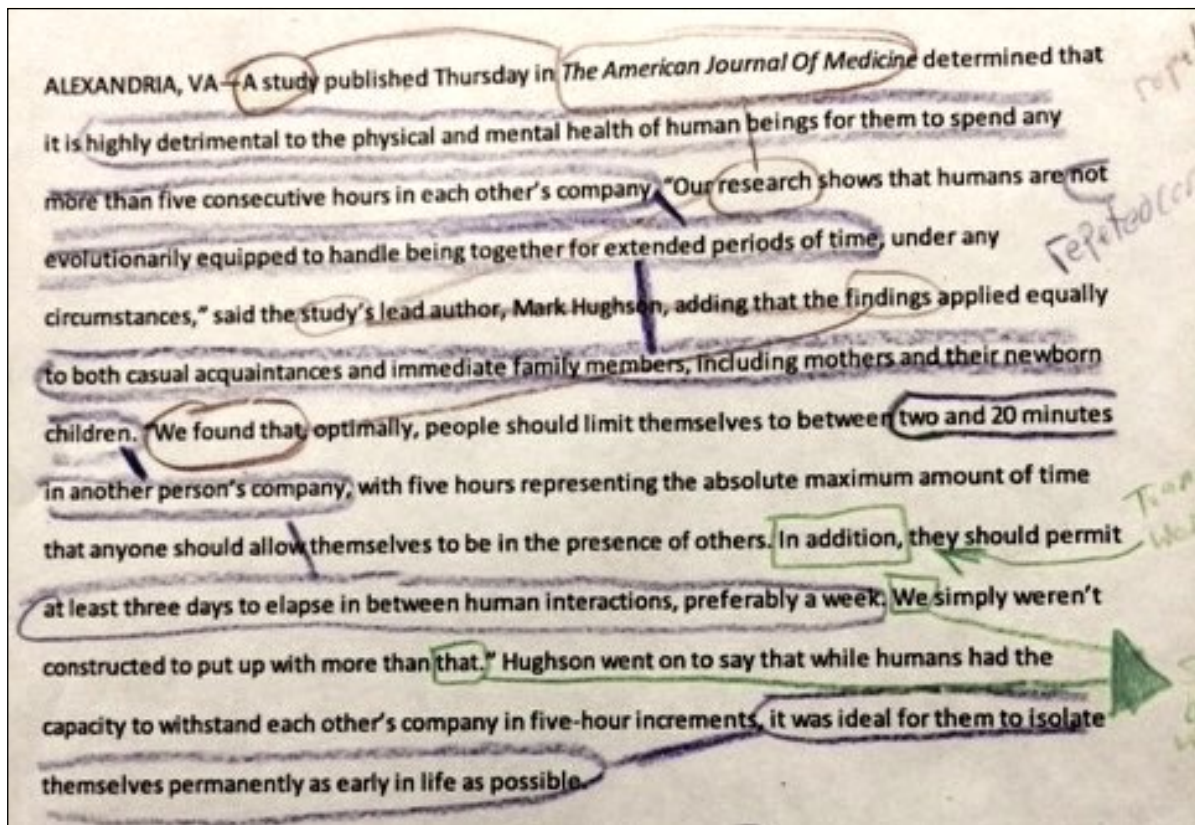 ALEXANDRIA, VA—A study published Thursday in The American Journal Of Medicine determined that
it is highly detrimental to the physical and mental health of human beings for them to spend any
more than five consecutive hours in each other's company. "Our research shows that humans are not
evolutionarily equipped to handle being together for extended periods of time, under any
circumstances," said the study's lead author, Mark Hughson, adding that the findings applied equally
to both casual acquaintances and immediate family members, including mothers and their newborn
children. "We found that, optimally, people should limit themselves to between two and 20 minutes
in another person's company, with five hours representing the absolute maximum amount of time
that anyone should allow themselves to be in the presence of others. In addition, they should permit
at least three days to elapse in between human interactions, preferably a week. We simply weren't
constructed to put up with more than that." Hughson went on to say that while humans had the
capacity to withstand each other's company in five-hour increments, it was ideal for them to isolate
themselves permanently as early in life as possible.